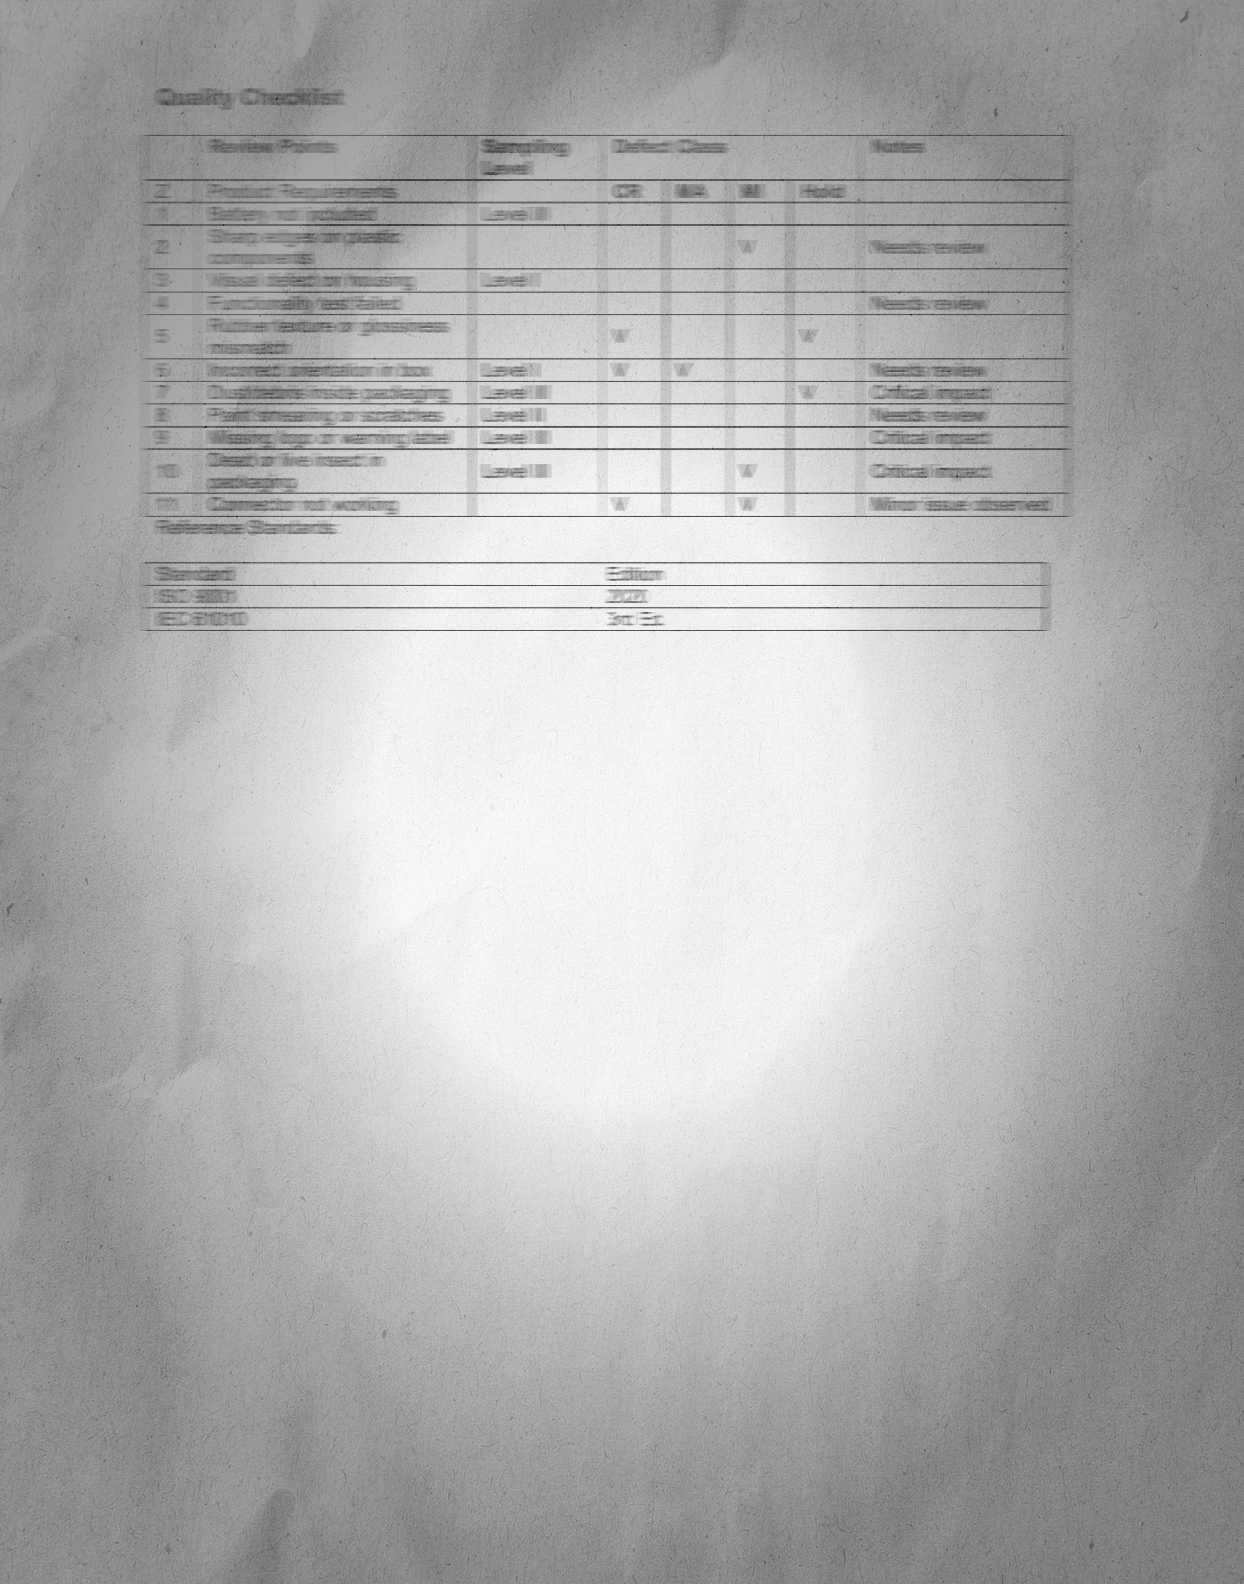 Quality Checklist
Review Points Sampling Level Defect Class Notes
Product Requirements CR MA MI Hold
1 Battery not included Level
2 Sharp edges on plastic components Needs review
3 Visual defect on housing Level I
4 Functionality test failed Needs review
5 Rubber texture or glossiness mismatch
6 Incorrect orientation in box Level Needs review
7 Dust/debris inside packaging Level III Critical impact
8 Paint smearing or scratches Level II Needs review
9 Missing logo or warning label Level III Critical impact
10 Dead or live insect in packaging Level III Critical impact
11 Connector not working Minor issue observed
Reference Standards:
Standard Edition
ISO 9001
IEC 61010 3rd Ed.